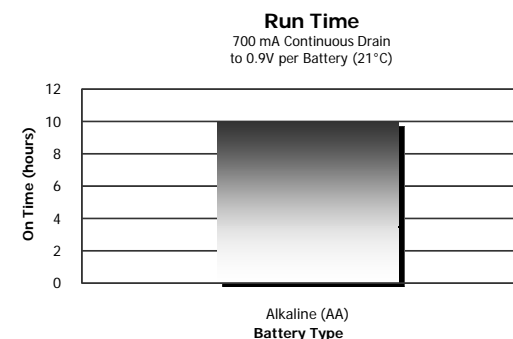 Run Time
700 mA Continuous Drain
to 0.9V per Battery (21°C)
12
10
8
6
4
2
0
On Time (hours)
Alkaline (AA)
Battery Type